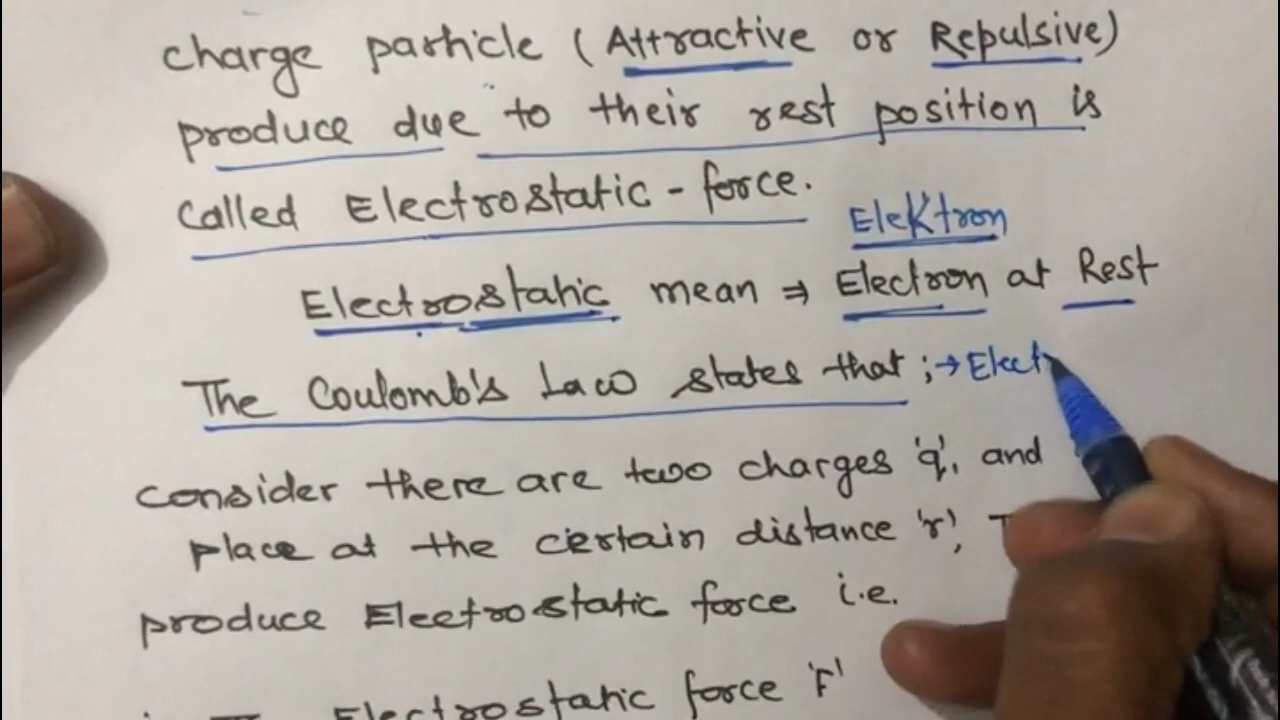 charge particle (Attractive or Repulsive)
produce due to their rest position is
called Electrostatic - force.
Elektron
Electrostatic mean ⇒ Electron at Rest
The Coulomb's Law states that ; → Elect
consider there are two charges 'q', and
place at the certain distance 'r',
produce Electrostatic force i.e.
Electrostatic force 'F'